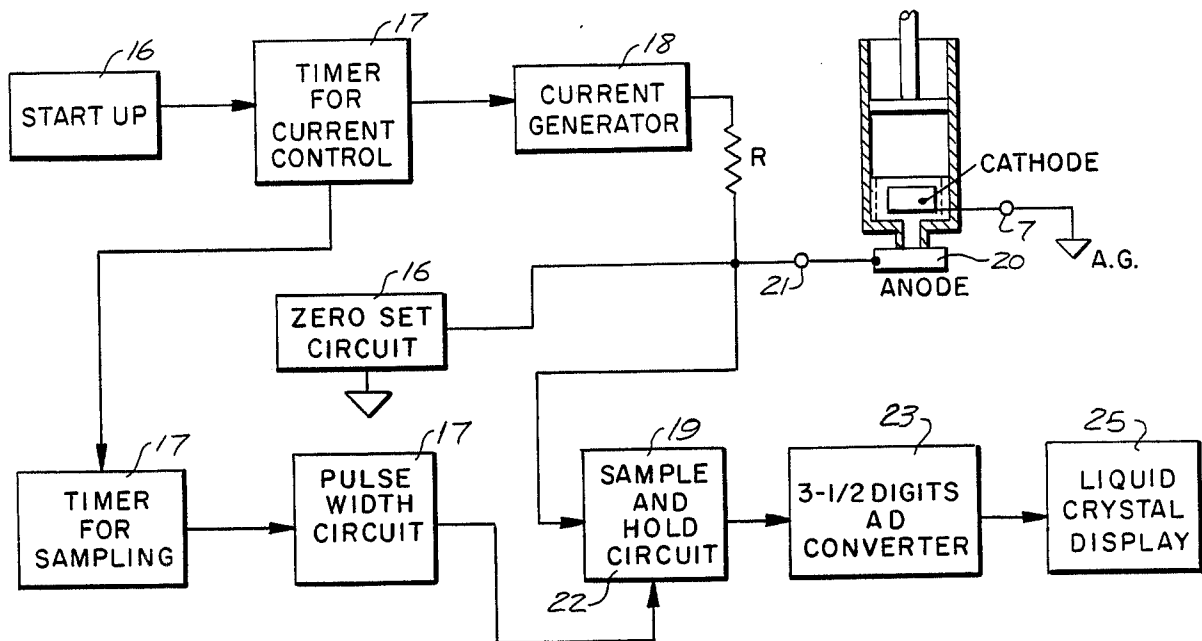 16
START UP
17
TIMER
FOR
CURRENT
CONTROL
18
CURRENT
GENERATOR
R
CATHODE
7
A.G.
20
21
ANODE
16
ZERO SET
CIRCUIT
17
TIMER
FOR
SAMPLING
17
PULSE
WIDTH
CIRCUIT
19
SAMPLE
AND
HOLD
CIRCUIT
22
23
3-1/2 DIGITS
AD
CONVERTER
25
LIQUID
CRYSTAL
DISPLAY